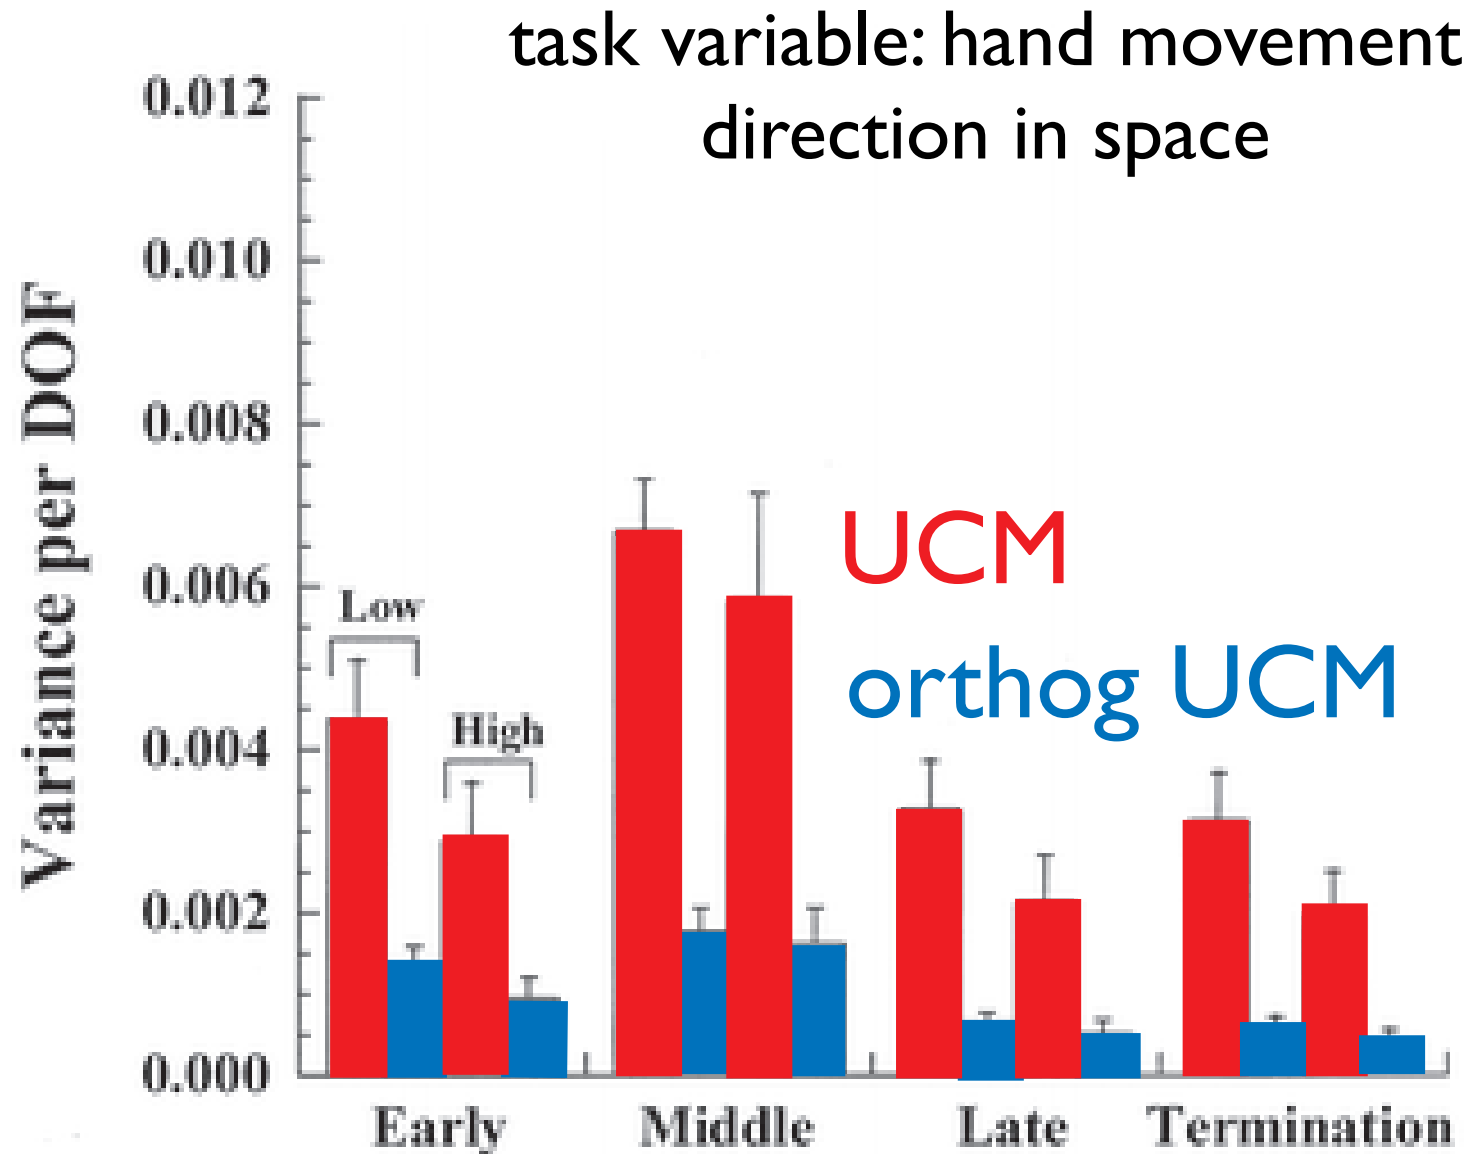 task variable: hand movement
direction in space
Variance per DOF
0.012
0.010
0.008
0.006
0.004
0.002
0.000
Low
High
UCM
orthog UCM
Early
Middle
Late
Termination